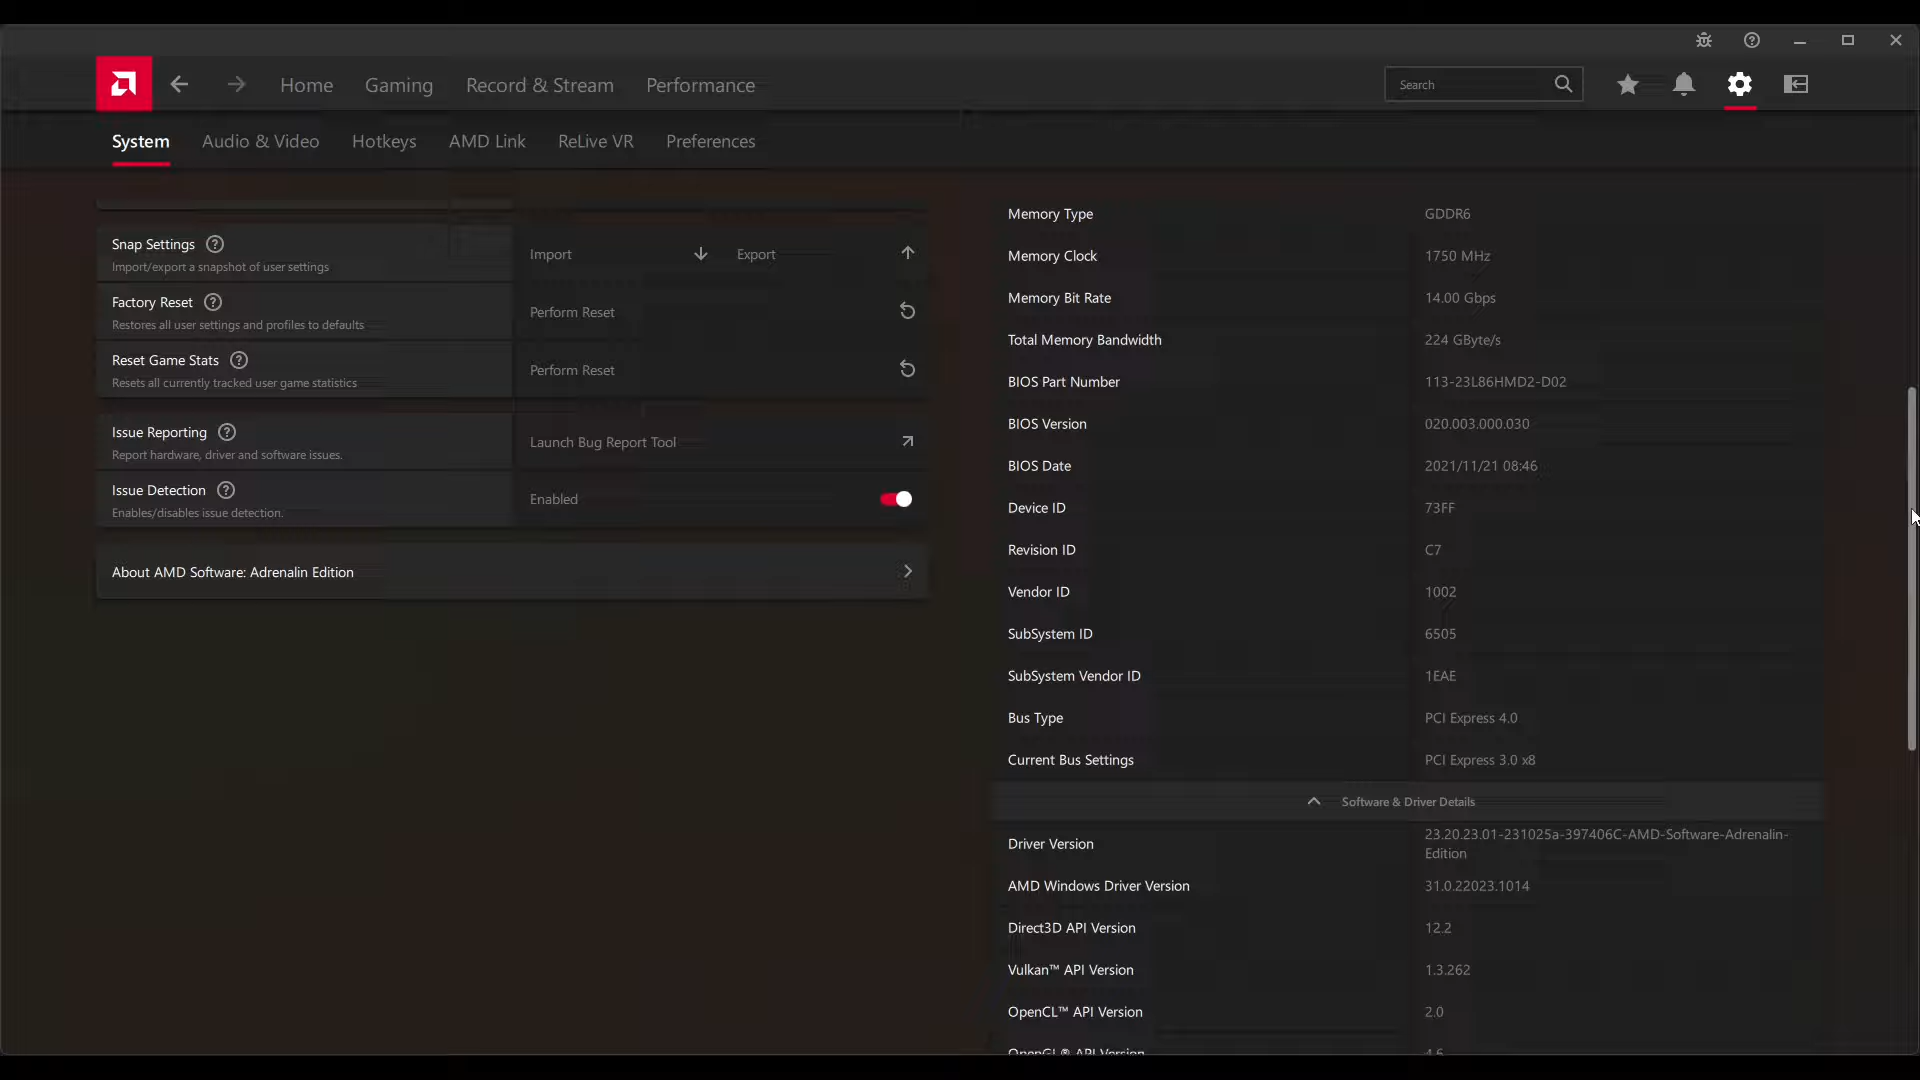 Home Gaming Record & Stream Performance Search
System Audio & Video Hotkeys AMD Link ReLive VR Preferences
Snap Settings
Import/export a snapshot of user settings
Import Export
Factory Reset
Restores all user settings and profiles to defaults
Perform Reset
Reset Game Stats
Resets all currently tracked user game statistics
Perform Reset
Issue Reporting
Report hardware, driver and software issues.
Launch Bug Report Tool
Issue Detection
Enables/disables issue detection.
Enabled
About AMD Software: Adrenalin Edition
Memory Type GDDR6
Memory Clock 1750 MHz
Memory Bit Rate 14.00 Gbps
Total Memory Bandwidth 224 GByte/s
BIOS Part Number 113-23L86HMD2-D02
BIOS Version 020.003.000.030
BIOS Date 2021/11/21 08:46
Device ID 73FF
Revision ID C7
Vendor ID 1002
SubSystem ID 6505
SubSystem Vendor ID 1EAE
Bus Type PCI Express 4.0
Current Bus Settings PCI Express 3.0 x8
Software & Driver Details
Driver Version 23.20.23.01-231025a-397406C-AMD-Software-Adrenalin-
Edition
AMD Windows Driver Version 31.0.22023.1014
Direct3D API Version 12.2
Vulkan™ API Version 1.3.262
OpenCL™ API Version 2.0
OpenGL® API Version 4.6